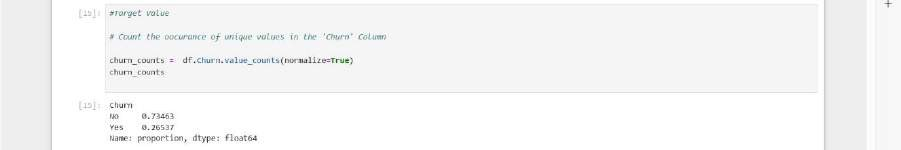 [15]: #Target value
# Count the occurance of unique values in the 'Churn' Column
churn_counts = df.Churn.value_counts(normalize=True)
churn_counts
[15]: Churn
No 0.73463
Yes 0.26537
Name: proportion, dtype: float64